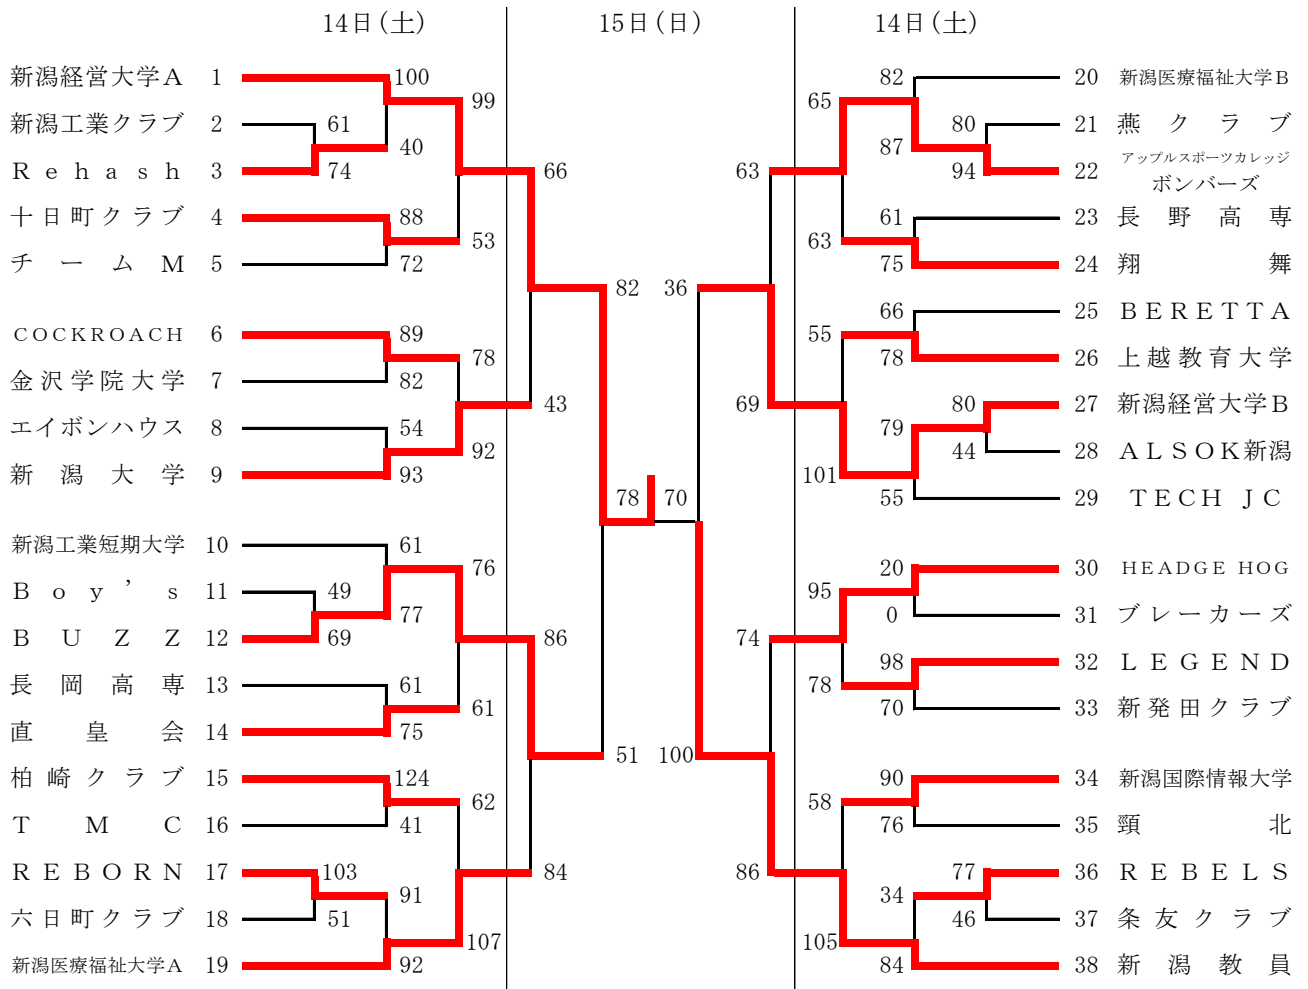 14日(土) 15日(日) 14日(土)
新潟経営大学A 1 100
新潟工業クラブ 2 61
Rehash 3 74
40
99
十日町クラブ 4 88
チームM 5 72
53
66
COCKROACH 6 89
金沢学院大学 7 82
78
エイボンハウス 8 54
新潟大学 9 93
92
43
82
新潟工業短期大学 10 61
Boy's 11 49
BUZZ 12 69
77
76
長岡高専 13 61
直皇会 14 75
61
86
柏崎クラブ 15 124
TMC 16 41
62
REBORN 17 103
六日町クラブ 18 51
91
新潟医療福祉大学A 19 92
107
84
51
78 70
82 20 新潟医療福祉大学B
80 21 燕クラブ
94 22 アップルスポーツカレッジ
ボンバーズ
87
65
61 23 長野高専
75 24 翔舞
63
63
66 25 BERETTA
78 26 上越教育大学
55
80 27 新潟経営大学B
44 28 ALSOK新潟
79
55 29 TECH JC
101
69
36
20 30 HEADGE HOG
0 31 ブレーカーズ
95
98 32 LEGEND
70 33 新発田クラブ
78
74
90 34 新潟国際情報大学
76 35 頸北
58
77 36 REBELS
46 37 条友クラブ
34
84 38 新潟教員
105
86
100